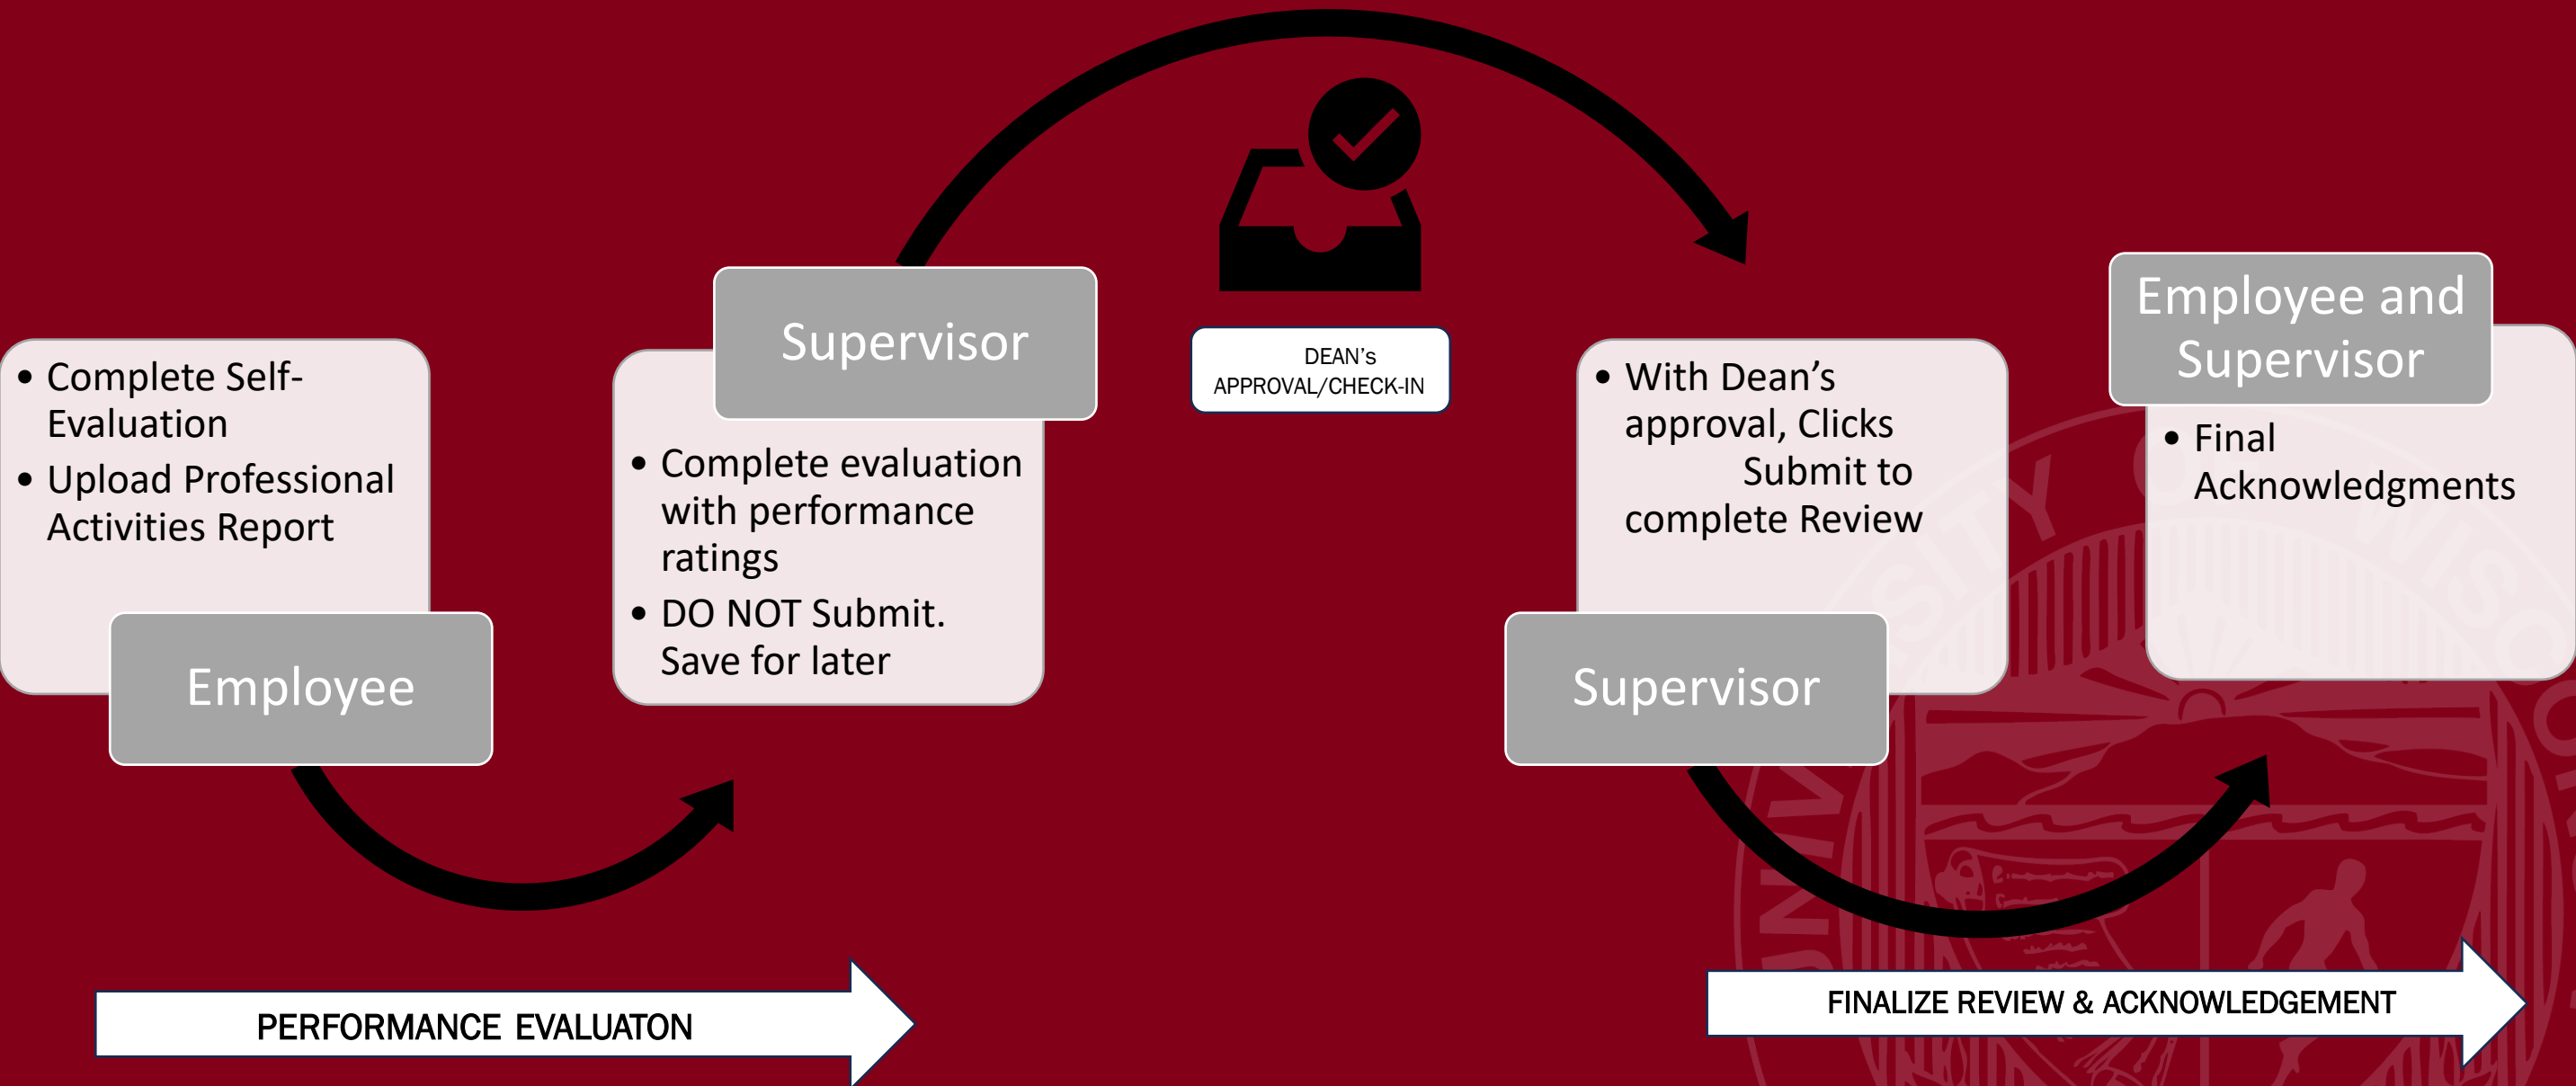 • Complete Self-
Evaluation
• Upload Professional
Activities Report
Employee
Supervisor
• Complete evaluation
with performance
ratings
• DO NOT Submit.
Save for later
DEAN's
APPROVAL/CHECK-IN
• With Dean’s
approval, Clicks
Submit to
complete Review
Supervisor
Employee and
Supervisor
• Final
Acknowledgments
PERFORMANCE EVALUATON
FINALIZE REVIEW & ACKNOWLEDGEMENT